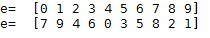 e=  [0 1 2 3 4 5 6 7 8 9]
e=  [7 9 4 6 0 3 5 8 2 1]